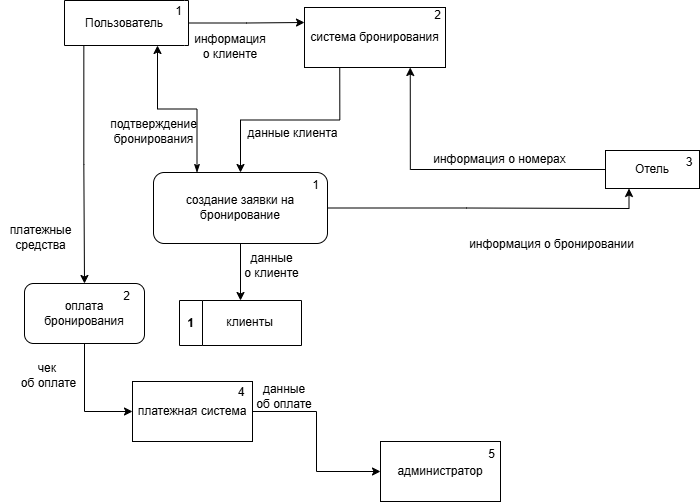 1
Пользователь
2
система бронирования
информация
о клиенте
подтверждение
бронирования
данные клиента
информация о номерах
3
Отель
1
создание заявки на
бронирование
платежные
средства
информация о бронировании
данные
о клиенте
2
оплата
бронирования
1
клиенты
чек
об оплате
4
платежная система
данные
об оплате
5
администратор